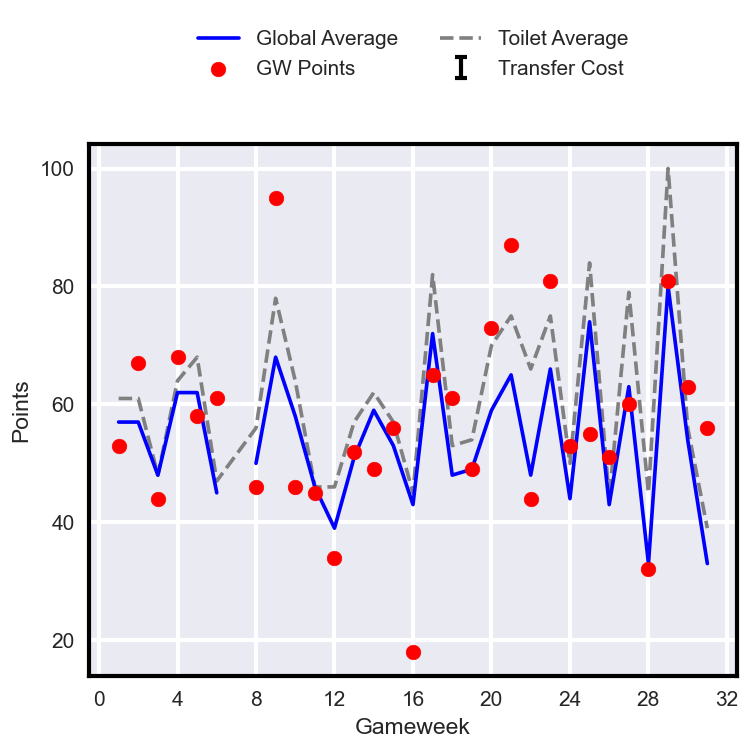 Global Average
Toilet Average
GW Points
Transfer Cost
Points
100
80
60
40
20
0 4 8 12 16 20 24 28 32
Gameweek